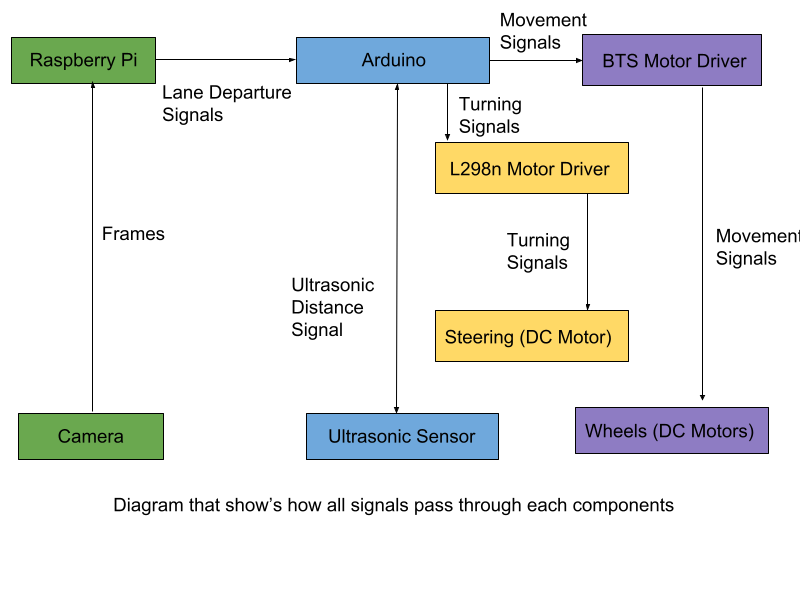 Movement
Signals
Raspberry Pi
Arduino
BTS Motor Driver
Lane Departure
Signals
Turning
Signals
L298n Motor Driver
Frames
Turning
Signals
Movement
Signals
Ultrasonic
Distance
Signal
Steering (DC Motor)
Camera
Ultrasonic Sensor
Wheels (DC Motors)
Diagram that show’s how all signals pass through each components